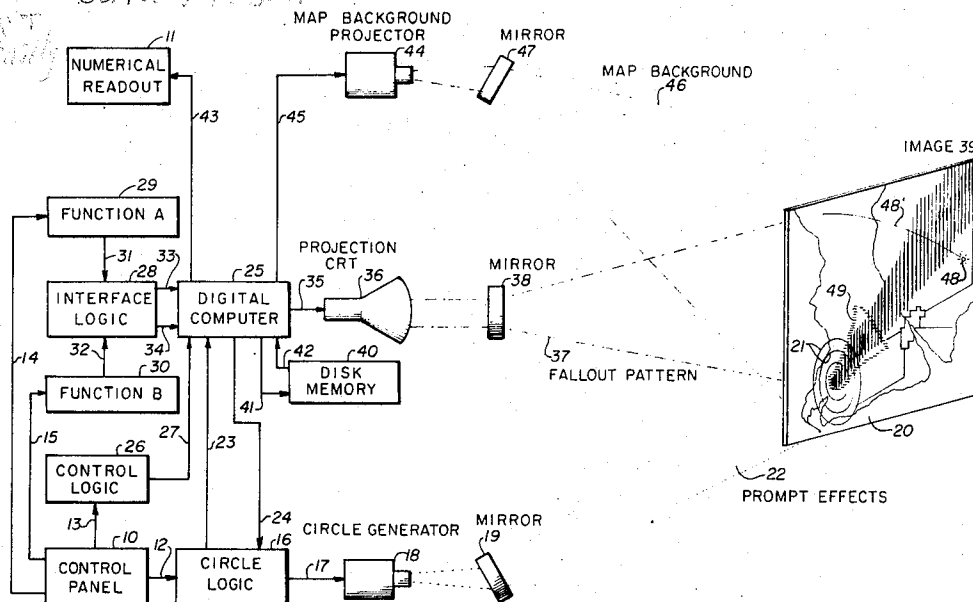 MAP BACKGROUND
PROJECTOR
44
MIRROR
47
MAP BACKGROUND
46
11
NUMERICAL
READOUT
43
45
IMAGE 39
29
FUNCTION A
31
28
33
INTERFACE
LOGIC
34
32
30
FUNCTION B
14
15
25
DIGITAL
COMPUTER
35
PROJECTION
CRT
36
MIRROR
38
48'
48
49
21
20
42
40
DISK
MEMORY
41
37
FALLOUT PATTERN
27
23
26
CONTROL
LOGIC
13
24
22
PROMPT EFFECTS
10
CONTROL
PANEL
12
16
CIRCLE
LOGIC
17
CIRCLE GENERATOR
18
MIRROR
19